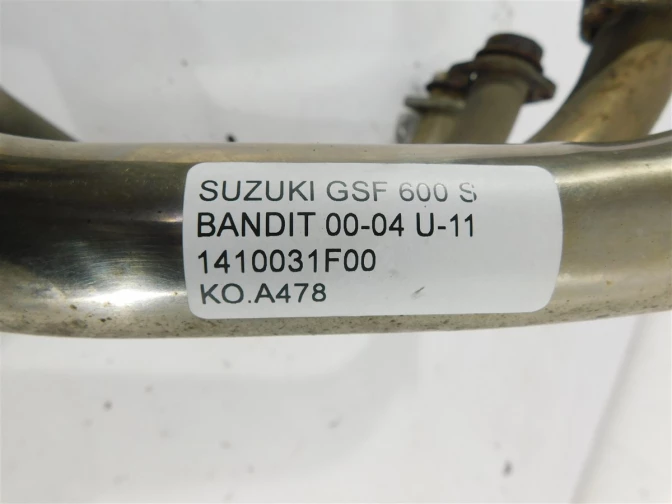 SUZUKI GSF 600 S
BANDIT 00-04 U-11
1410031F00
KO.A478